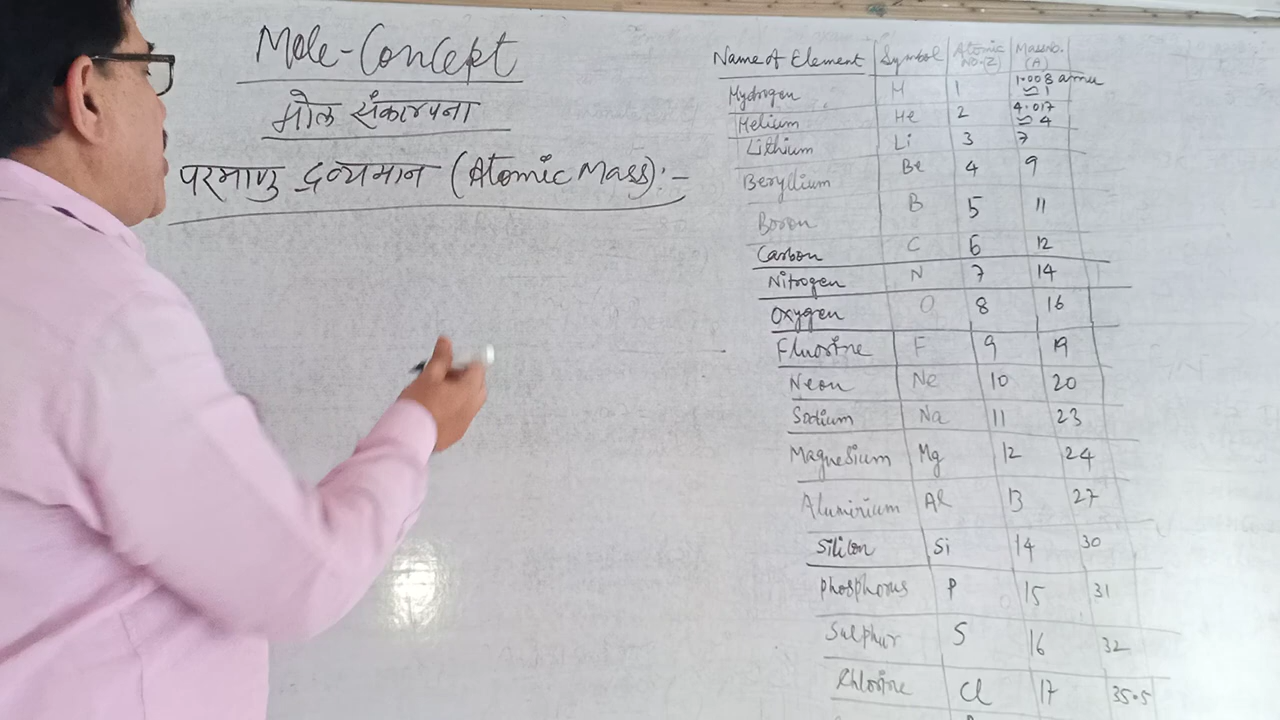 Mole-Concept
मोल संकल्पना
परमाणु द्रव्यमान (Atomic Mass):-
Name of Element Symbol Atomic No.(Z) Massno. (A)
Hydrogen H 1 1.008 amu ≃ 1
Helium He 2 4.017 ≃ 4
Lithium Li 3 7
Beryllium Be 4 9
Boron B 5 11
Carbon C 6 12
Nitrogen N 7 14
Oxygen O 8 16
Fluorine F 9 19
Neon Ne 10 20
Sodium Na 11 23
Magnesium Mg 12 24
Aluminium Al 13 27
Silicon Si 14 30
Phosphorus P 15 31
Sulphur S 16 32
Chlorine Cl 17 35.5